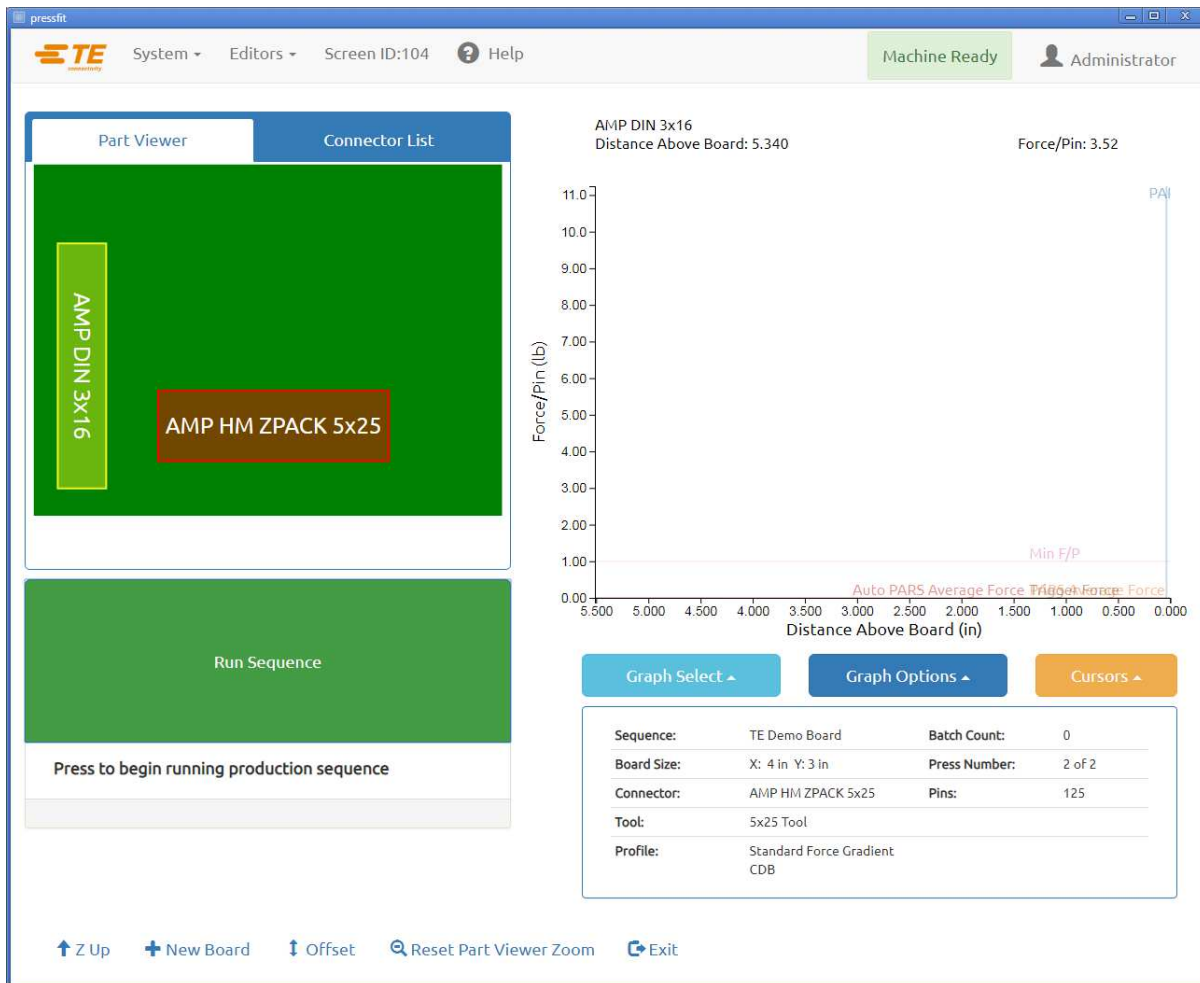 pressfit
TE
connectivity
System
Editors
Screen ID:104
? Help
Machine Ready
Administrator
Part Viewer
Connector List
AMP DIN 3x16
AMP HM ZPACK 5x25
Run Sequence
Press to begin running production sequence
AMP DIN 3x16
Distance Above Board: 5.340
Force/Pin: 3.52
PAI
11.0
10.0
9.00
8.00
7.00
6.00
5.00
4.00
3.00
2.00
1.00
0.00
Force/Pin (lb)
Min F/P
Auto PARS Average Force
PARS Average Force
Trigger Force
5.500 5.000 4.500 4.000 3.500 3.000 2.500 2.000 1.500 1.000 0.500 0.000
Distance Above Board (in)
Graph Select
Graph Options
Cursors
Sequence: TE Demo Board Batch Count: 0
Board Size: X: 4 in Y: 3 in Press Number: 2 of 2
Connector: AMP HM ZPACK 5x25 Pins: 125
Tool: 5x25 Tool
Profile: Standard Force Gradient
CDB
Z Up
New Board
Offset
Reset Part Viewer Zoom
Exit